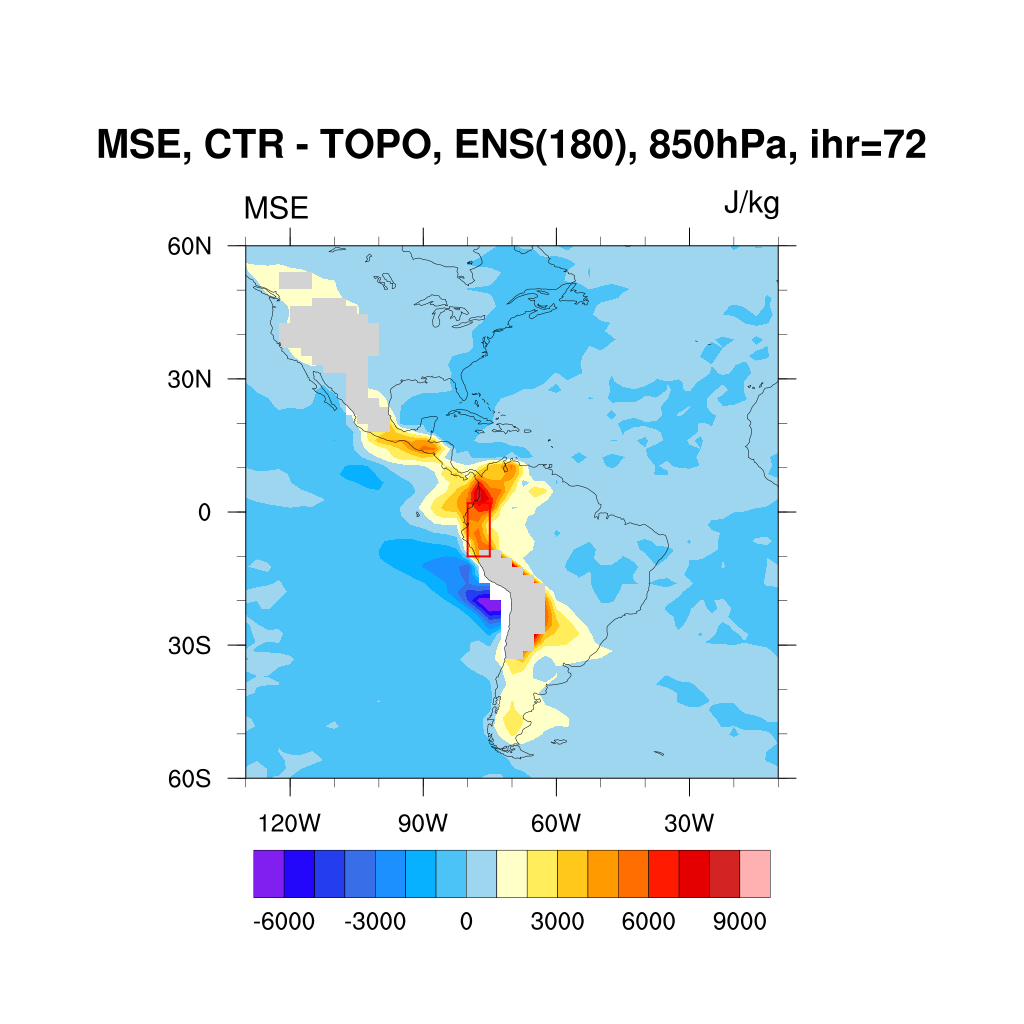 MSE, CTR - TOPO, ENS(180), 850hPa, ihr=72
MSE J/kg
60N
30N
0
30S
60S
120W 90W 60W 30W
-6000 -3000 0 3000 6000 9000